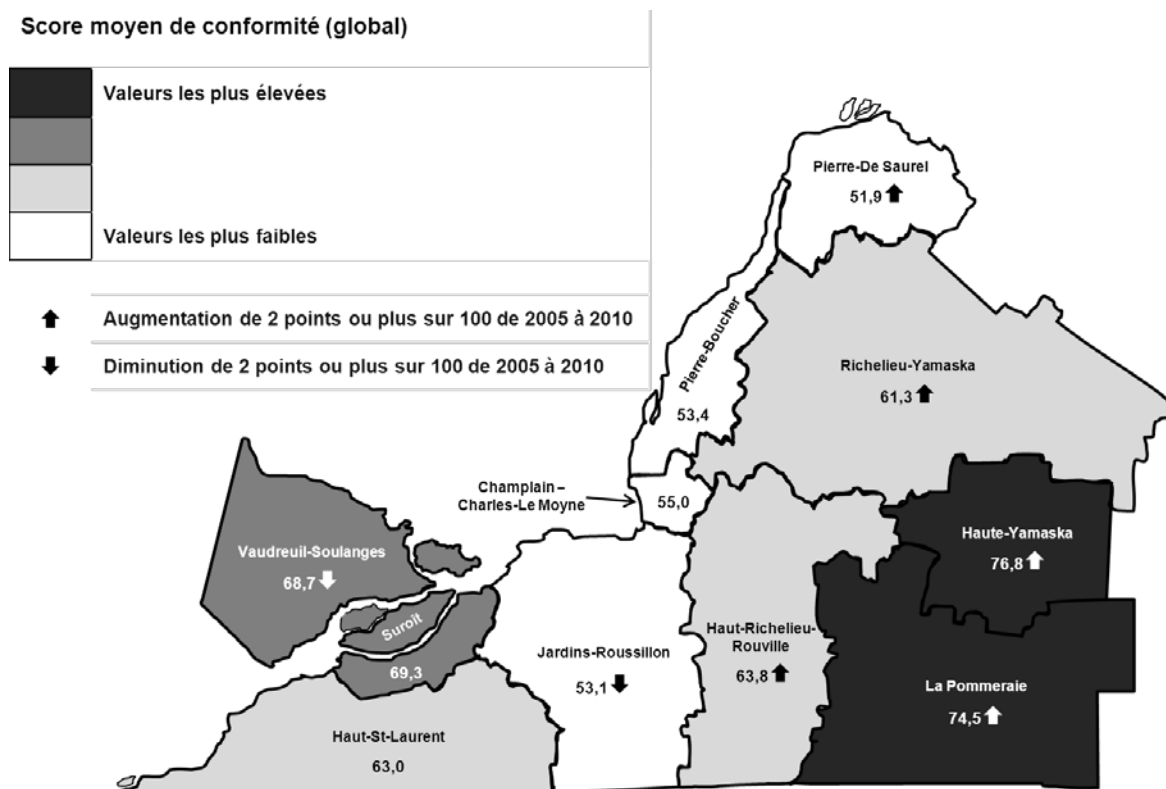 Score moyen de conformité (global)
Valeurs les plus élevées
Valeurs les plus faibles
Augmentation de 2 points ou plus sur 100 de 2005 à 2010
Diminution de 2 points ou plus sur 100 de 2005 à 2010
Pierre-De Saurel
51,9
Pierre-Boucher
53,4
Richelieu-Yamaska
61,3
Champlain –
Charles-Le Moyne
55,0
Haute-Yamaska
76,8
Vaudreuil-Soulanges
68,7
Suroît
69,3
Jardins-Roussillon
53,1
Haut-Richelieu-
Rouville
63,8
La Pommeraie
74,5
Haut-St-Laurent
63,0